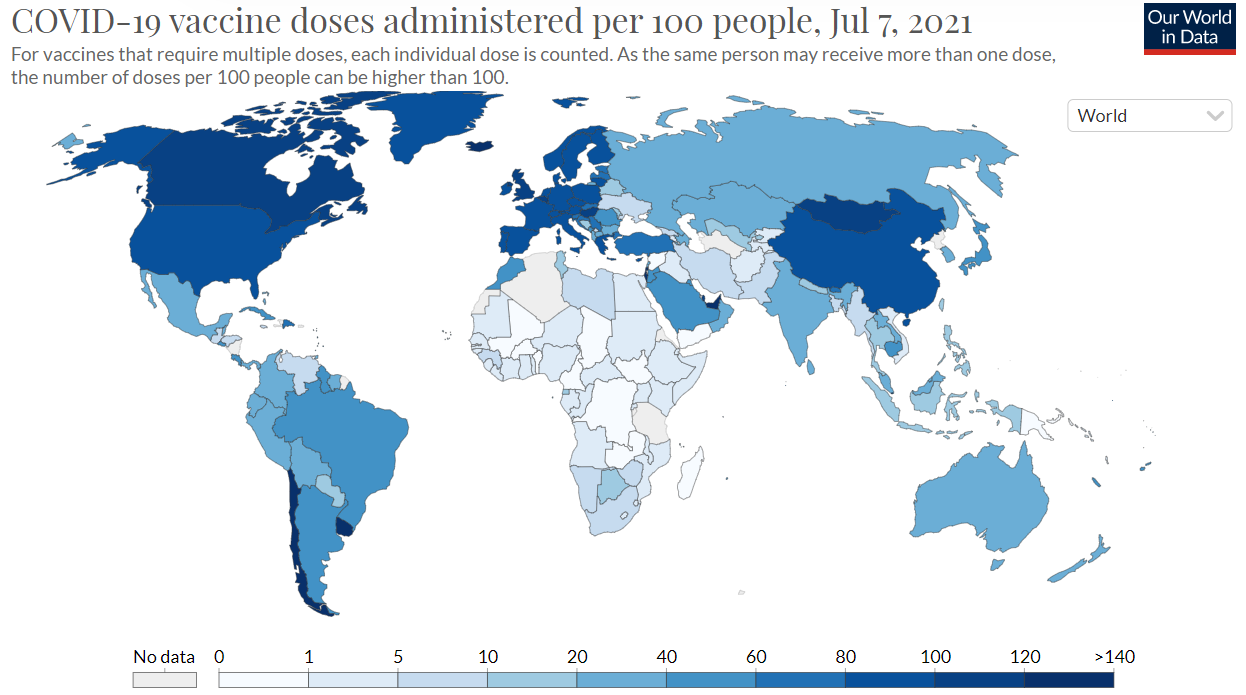 COVID-19 vaccine doses administered per 100 people, Jul 7, 2021
Our World
in Data
For vaccines that require multiple doses, each individual dose is counted. As the same person may receive more than one dose,
the number of doses per 100 people can be higher than 100.
World
No data 0 1 5 10 20 40 60 80 100 120 >140